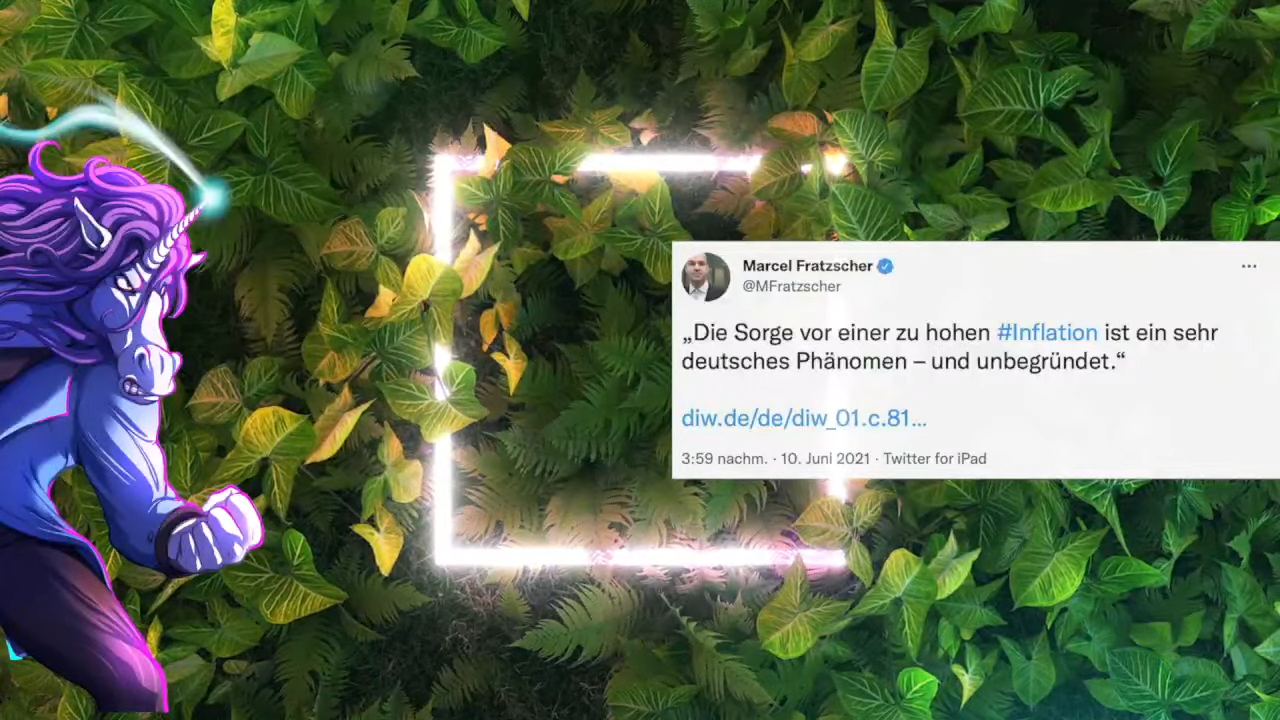 Marcel Fratzscher
@MFratzscher
„Die Sorge vor einer zu hohen #Inflation ist ein sehr
deutsches Phänomen – und unbegründet.“
diw.de/de/diw_01.c.81...
3:59 nachm. · 10. Juni 2021 · Twitter for iPad